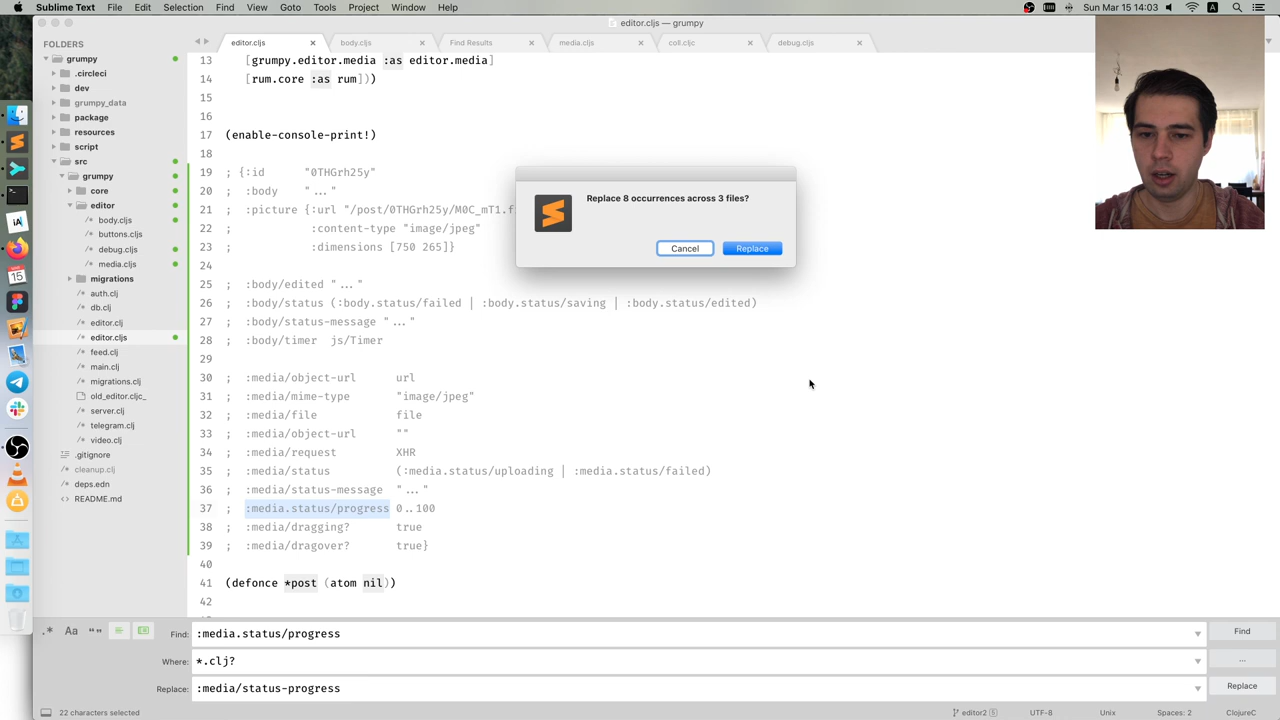 Sublime Text File Edit Selection Find View Goto Tools Project Window Help
Sun Mar 15 14:03
editor.cljs — grumpy
FOLDERS
grumpy
.circleci
dev
grumpy_data
package
resources
script
src
grumpy
core
editor
body.cljs
buttons.cljs
debug.cljs
media.cljs
migrations
auth.clj
db.clj
editor.clj
editor.cljs
feed.clj
main.clj
migrations.clj
old_editor.cljc_
server.clj
telegram.clj
video.clj
.gitignore
cleanup.clj
deps.edn
README.md
editor.cljs body.cljs Find Results media.cljs coll.cljc debug.cljs
13 [grumpy.editor.media :as editor.media]
14 [rum.core :as rum]))
15
16
17 (enable-console-print!)
18
19 ; {:id "0THGrh25y"
20 ; :body "..."
21 ; :picture {:url "/post/0THGrh25y/M0C_mT1.f
22 ; :content-type "image/jpeg"
23 ; :dimensions [750 265]}
24
25 ; :body/edited "..."
26 ; :body/status (:body.status/failed | :body.status/saving | :body.status/edited)
27 ; :body/status-message "..."
28 ; :body/timer js/Timer
29
30 ; :media/object-url url
31 ; :media/mime-type "image/jpeg"
32 ; :media/file file
33 ; :media/object-url ""
34 ; :media/request XHR
35 ; :media/status (:media.status/uploading | :media.status/failed)
36 ; :media/status-message "..."
37 ; :media.status/progress 0..100
38 ; :media/dragging? true
39 ; :media/dragover? true}
40
41 (defonce *post (atom nil))
42
Replace 8 occurrences across 3 files?
Cancel Replace
.* Aa “” Find: :media.status/progress Find
Where: *.clj? ...
Replace: :media/status-progress Replace
22 characters selected editor2 5 UTF-8 Unix Spaces: 2 ClojureC
15
iA
A